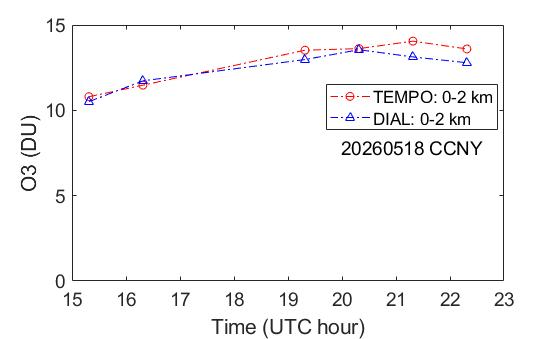 15
10
5
0
O3 (DU)
TEMPO: 0-2 km
DIAL: 0-2 km
20260518 CCNY
15 16 17 18 19 20 21 22 23
Time (UTC hour)